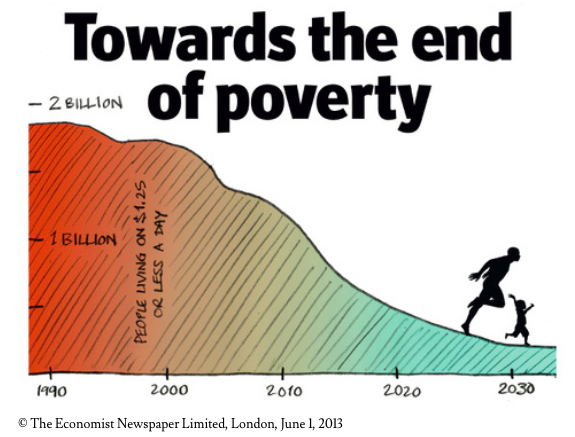 Towards the end
of poverty
2 BILLION
1 BILLION
PEOPLE LIVING ON $1.25
OR LESS A DAY
1990 2000 2010 2020 2030
© The Economist Newspaper Limited, London, June 1, 2013